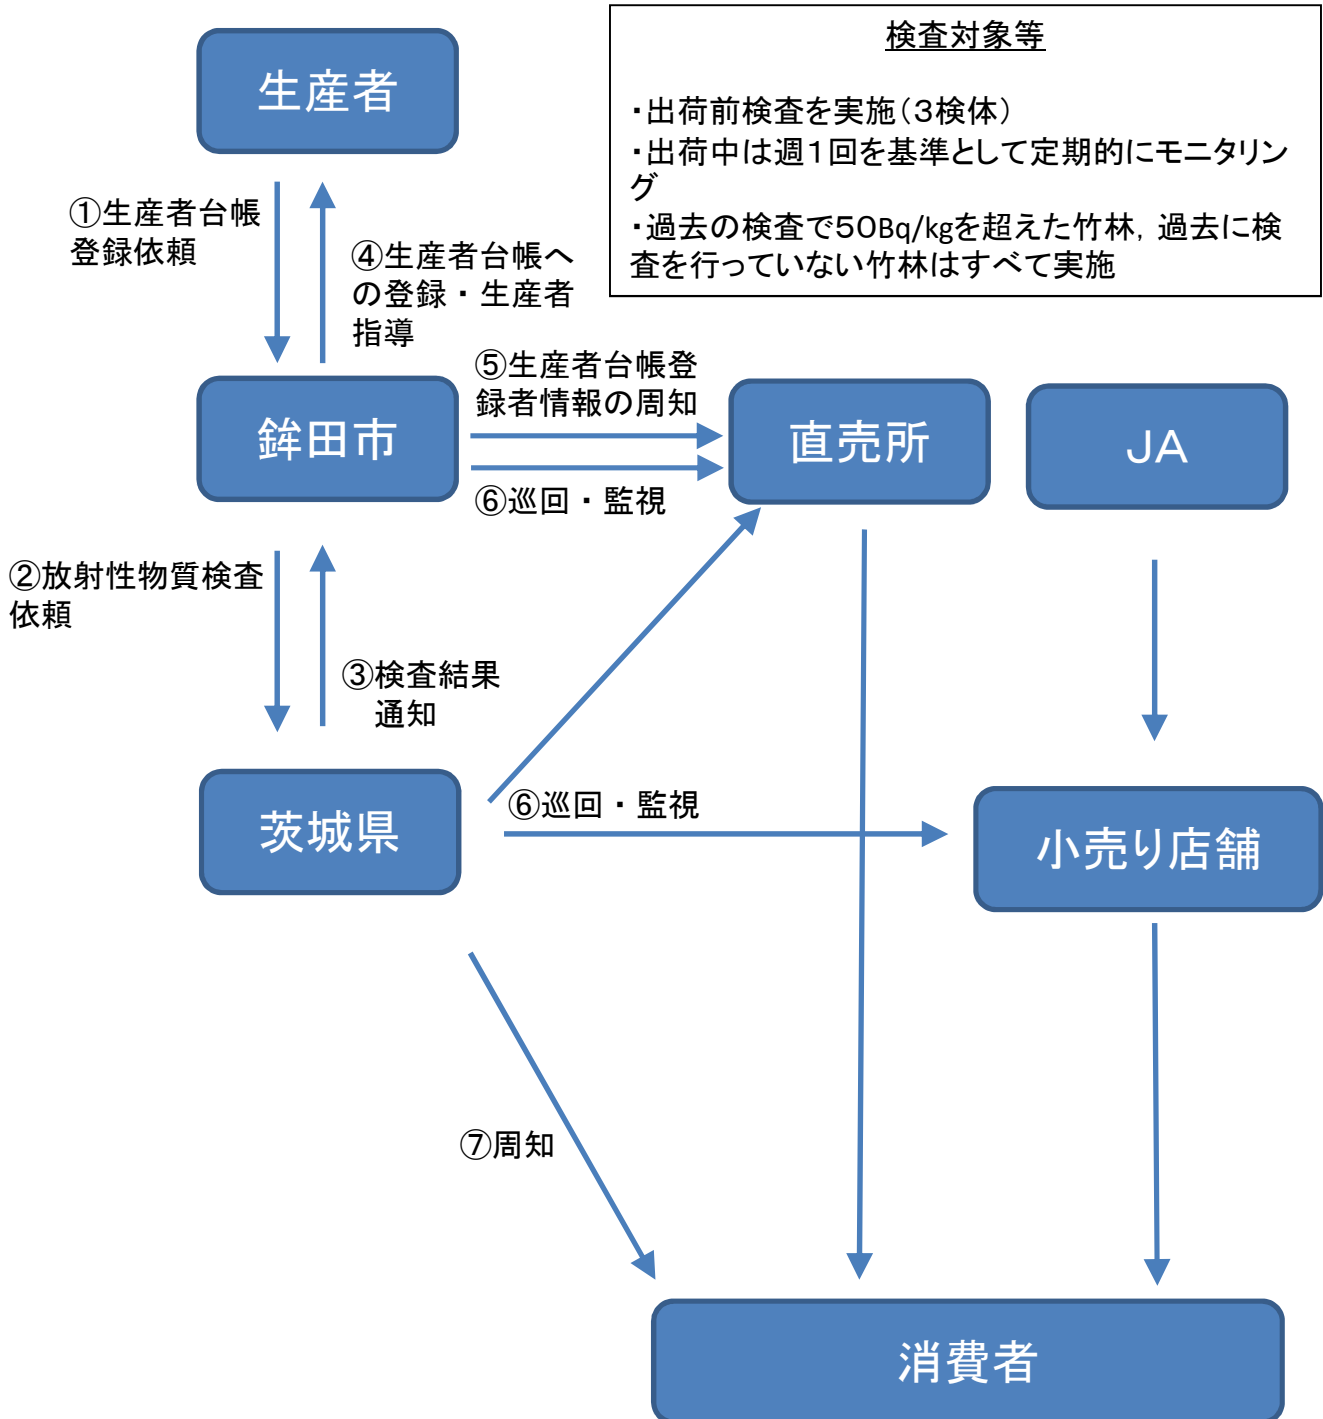 検査対象等
・出荷前検査を実施（３検体）
・出荷中は週１回を基準として定期的にモニタリン
グ
・過去の検査で５０Bq/kgを超えた竹林，過去に検
査を行っていない竹林はすべて実施
生産者
①生産者台帳
登録依頼
④生産者台帳へ
の登録・生産者
指導
鉾田市
⑤生産者台帳登
録者情報の周知
⑥巡回・監視
直売所
ＪＡ
②放射性物質検査
依頼
③検査結果
通知
茨城県
⑥巡回・監視
小売り店舗
⑦周知
消費者